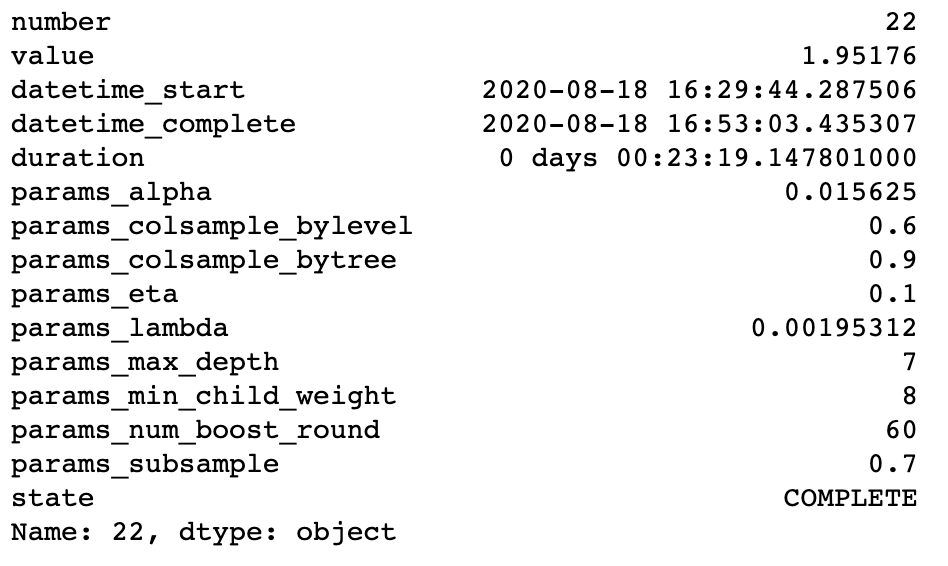 number 22
value 1.95176
datetime_start 2020-08-18 16:29:44.287506
datetime_complete 2020-08-18 16:53:03.435307
duration 0 days 00:23:19.147801000
params_alpha 0.015625
params_colsample_bylevel 0.6
params_colsample_bytree 0.9
params_eta 0.1
params_lambda 0.00195312
params_max_depth 7
params_min_child_weight 8
params_num_boost_round 60
params_subsample 0.7
state COMPLETE
Name: 22, dtype: object